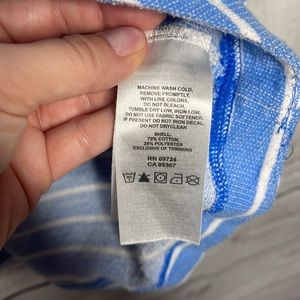 MACHINE WASH COLD,
REMOVE PROMPTLY,
WITH LIKE COLORS,
DO NOT BLEACH,
TUMBLE DRY LOW, IRON LOW,
DO NOT USE FABRIC SOFTENER.
IF PRESENT DO NOT IRON DECAL.
DO NOT DRYCLEAN
SHELL:
72% COTTON,
28% POLYESTER
EXCLUSIVE OF TRIMMING
RN 69724
CA 05367